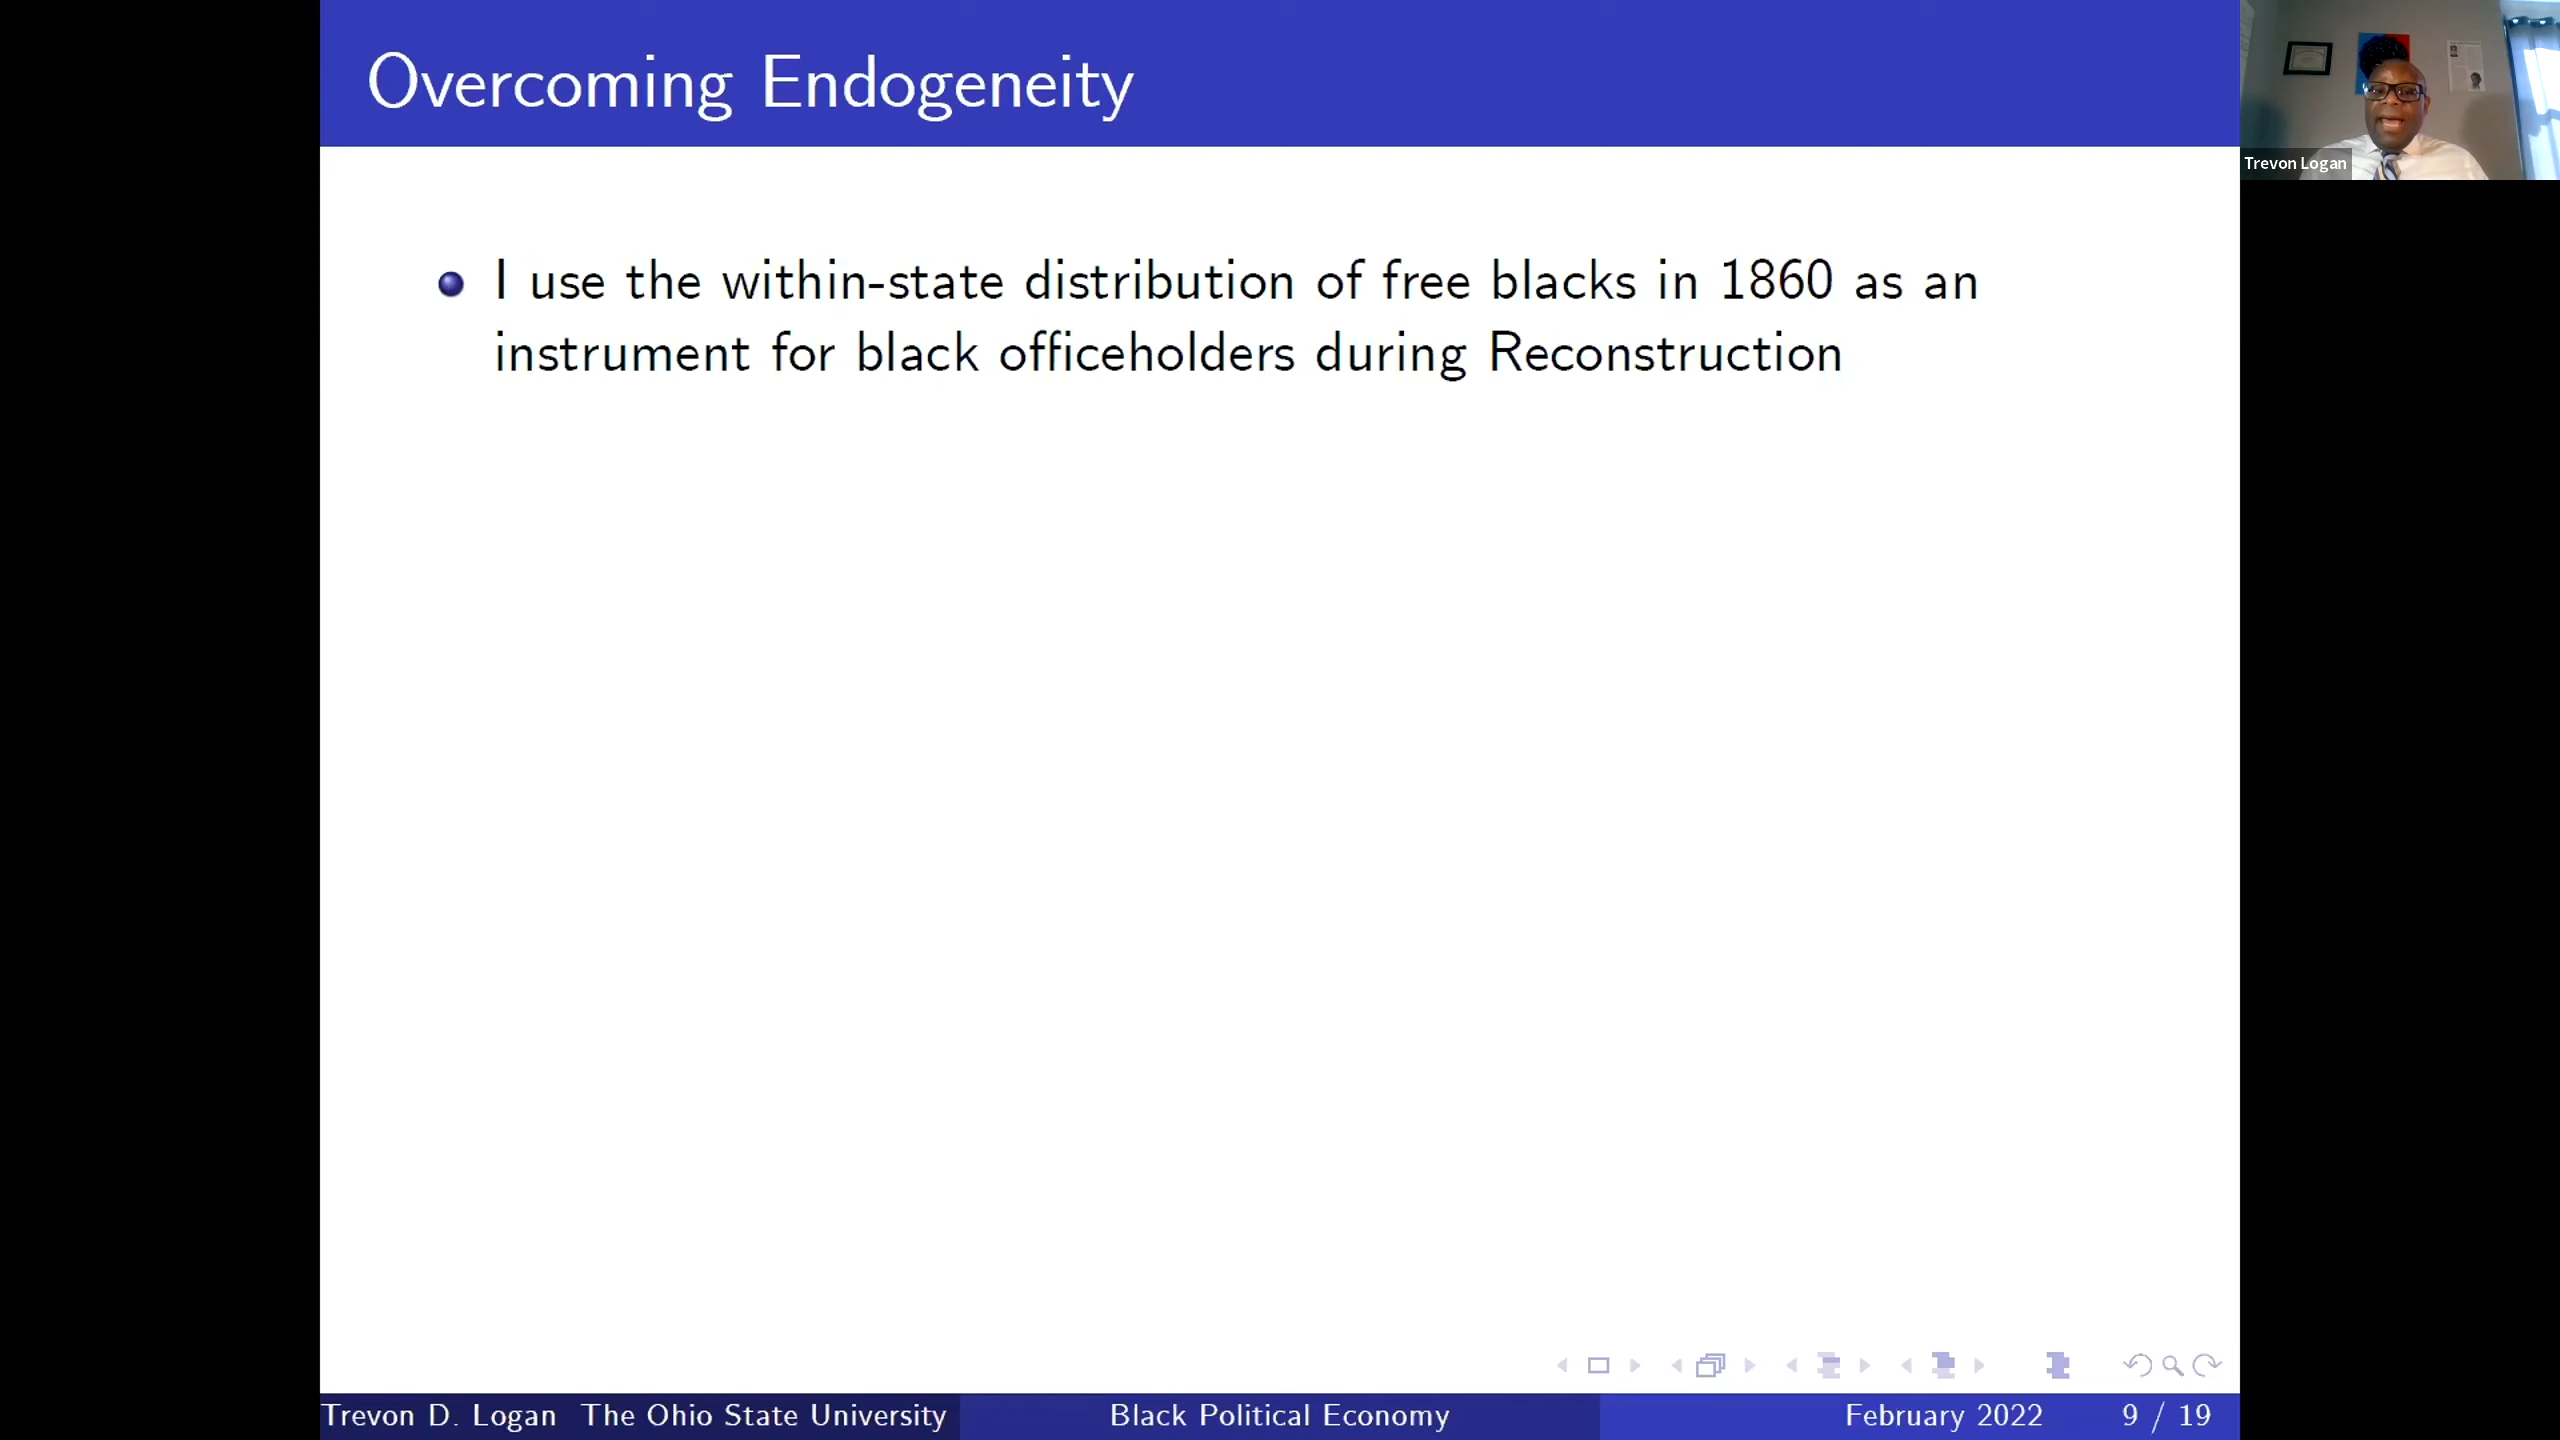 Overcoming Endogeneity
Trevon Logan
I use the within-state distribution of free blacks in 1860 as an
instrument for black officeholders during Reconstruction
Trevon D. Logan The Ohio State University
Black Political Economy
February 2022
9 / 19